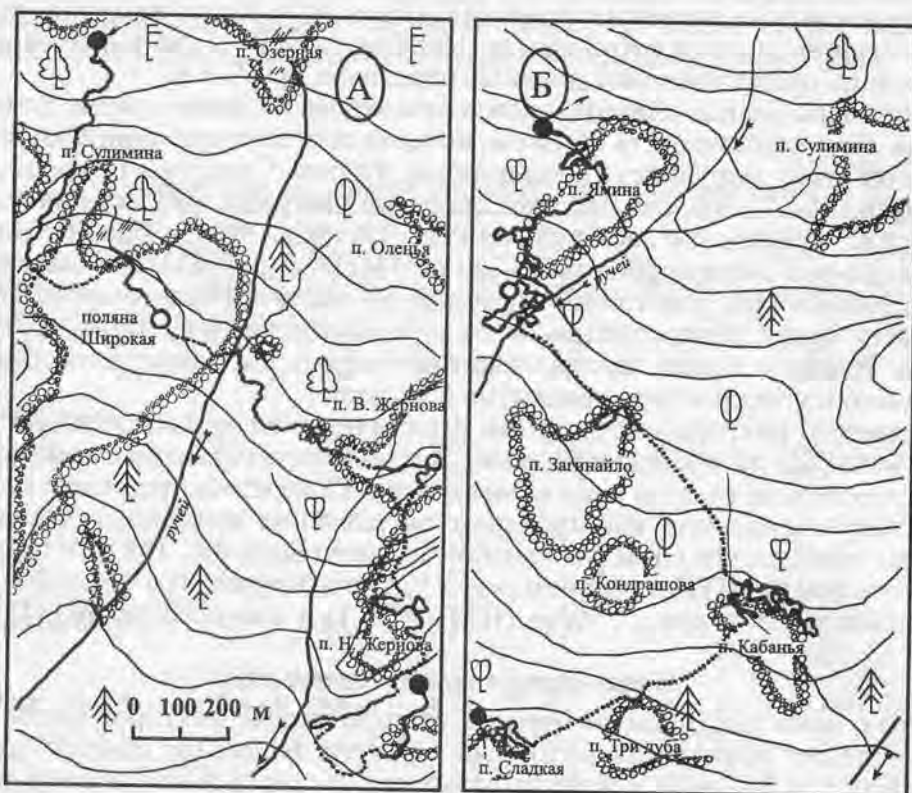 п. Озерная
А
п. Сулимина
п. Оленья
поляна
Широкая
п. В. Жернова
ручей
п. Н. Жернова
0 100 200 м
Б
п. Сулимина
п. Ямина
ручей
п. Загинайло
п. Кондрашова
п. Кабанья
п. Три дуба
п. Сладкая